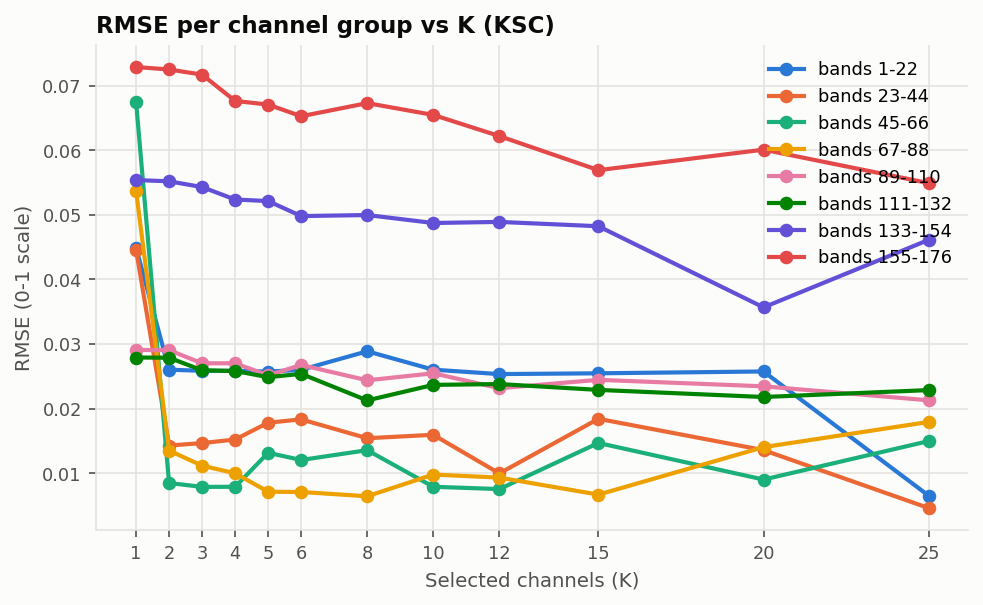 RMSE per channel group vs K (KSC)
RMSE (0-1 scale)
0.07
0.06
0.05
0.04
0.03
0.02
0.01
bands 1-22
bands 23-44
bands 45-66
bands 67-88
bands 89-110
bands 111-132
bands 133-154
bands 155-176
1 2 3 4 5 6 8 10 12 15 20 25
Selected channels (K)